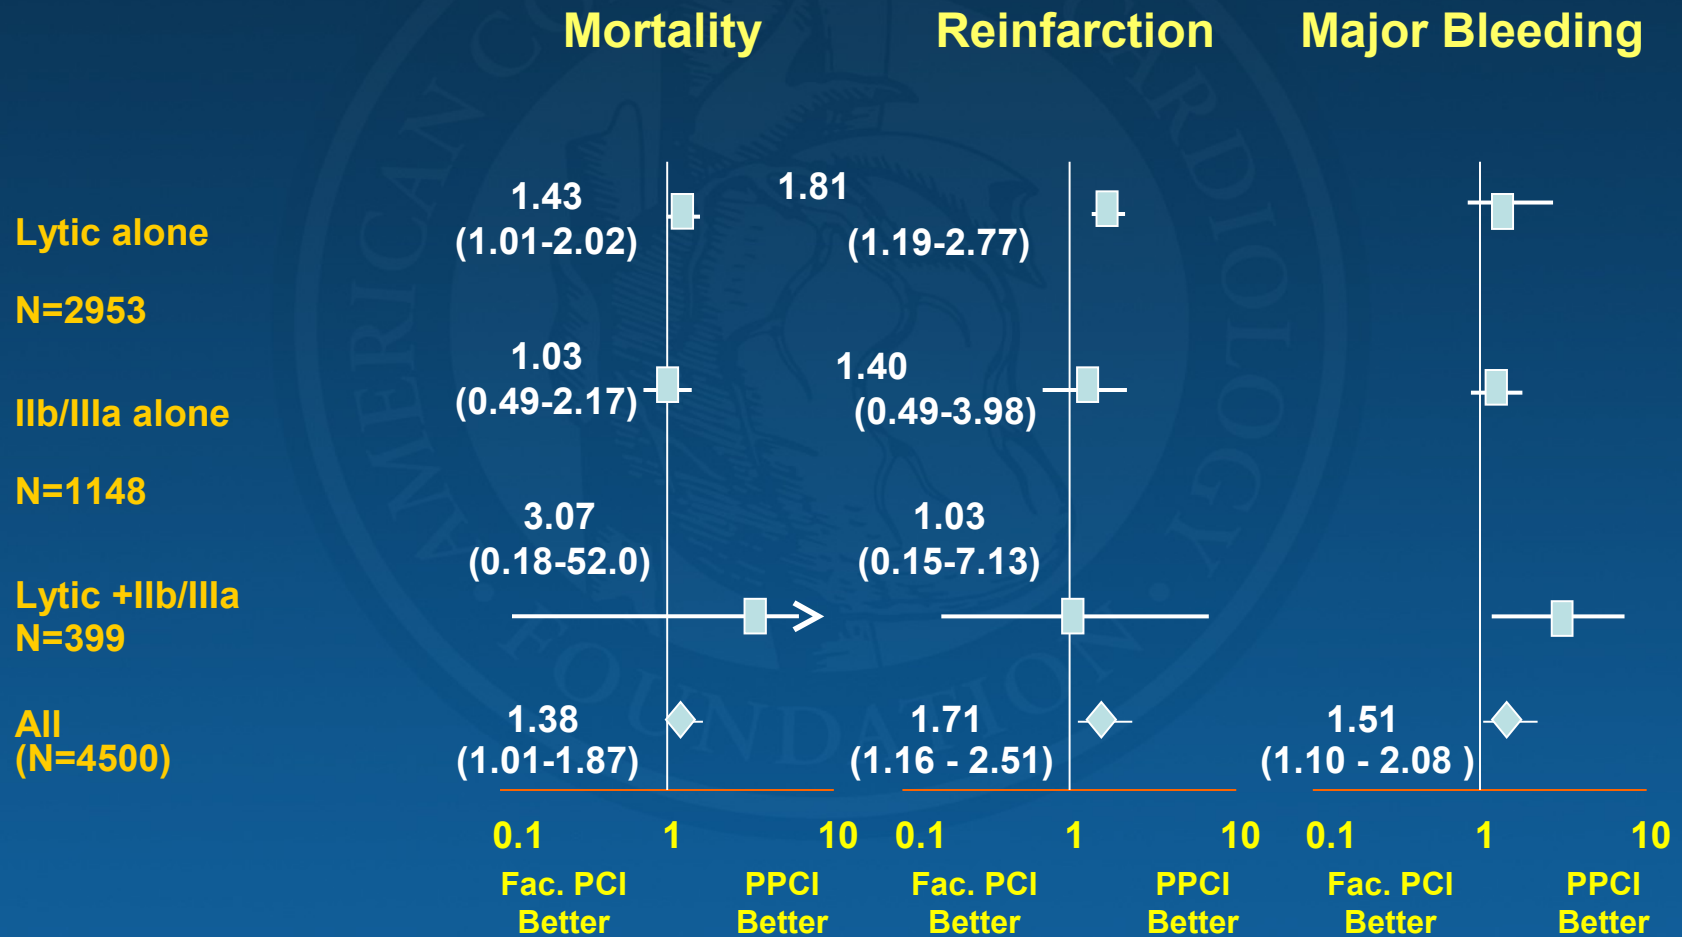 Mortality Reinfarction Major Bleeding
Lytic alone
N=2953
1.43
(1.01-2.02)
1.81
(1.19-2.77)
IIb/IIIa alone
N=1148
1.03
(0.49-2.17)
1.40
(0.49-3.98)
Lytic +IIb/IIIa
N=399
3.07
(0.18-52.0)
1.03
(0.15-7.13)
All
(N=4500)
1.38
(1.01-1.87)
1.71
(1.16 - 2.51)
1.51
(1.10 - 2.08 )
0.1 1 10 0.1 1 10 0.1 1 10
Fac. PCI PPCI Fac. PCI PPCI Fac. PCI PPCI
Better Better Better Better Better Better
AMERICAN
CARDIOLOGY
FOUNDATION